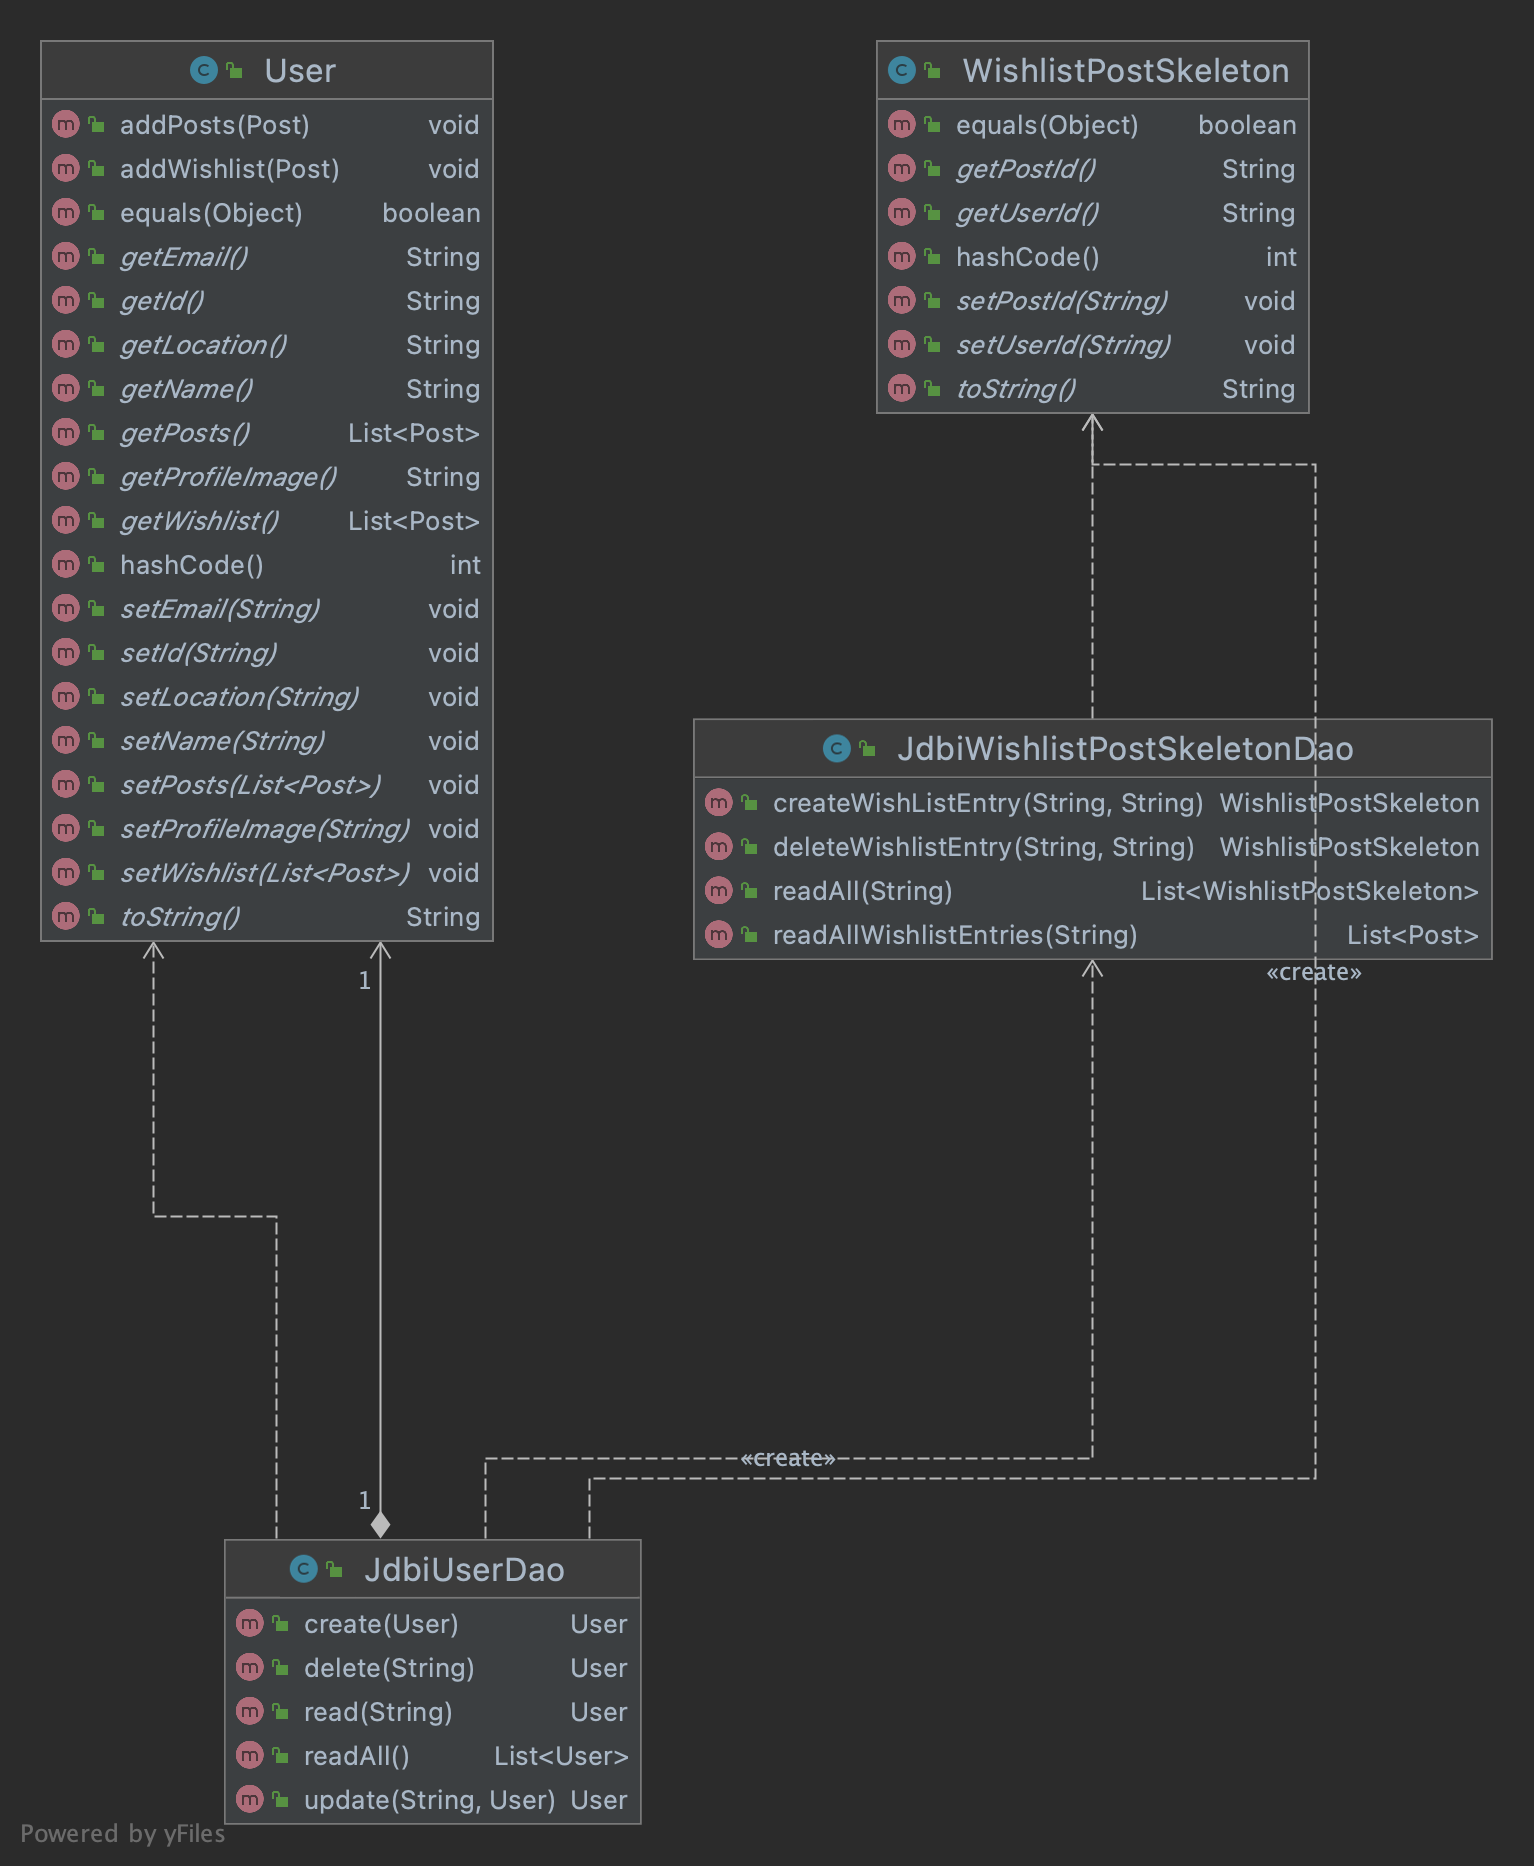 User
addPosts(Post) void
addWishlist(Post) void
equals(Object) boolean
getEmail() String
getId() String
getLocation() String
getName() String
getPosts() List<Post>
getProfileImage() String
getWishlist() List<Post>
hashCode() int
setEmail(String) void
setId(String) void
setLocation(String) void
setName(String) void
setPosts(List<Post>) void
setProfileImage(String) void
setWishlist(List<Post>) void
toString() String
WishlistPostSkeleton
equals(Object) boolean
getPostId() String
getUserId() String
hashCode() int
setPostId(String) void
setUserId(String) void
toString() String
JdbiWishlistPostSkeletonDao
createWishListEntry(String, String) WishlistPostSkeleton
deleteWishlistEntry(String, String) WishlistPostSkeleton
readAll(String) List<WishlistPostSkeleton>
readAllWishlistEntries(String) List<Post>
«create»
1
«create»
1
JdbiUserDao
create(User) User
delete(String) User
read(String) User
readAll() List<User>
update(String, User) User
Powered by yFiles